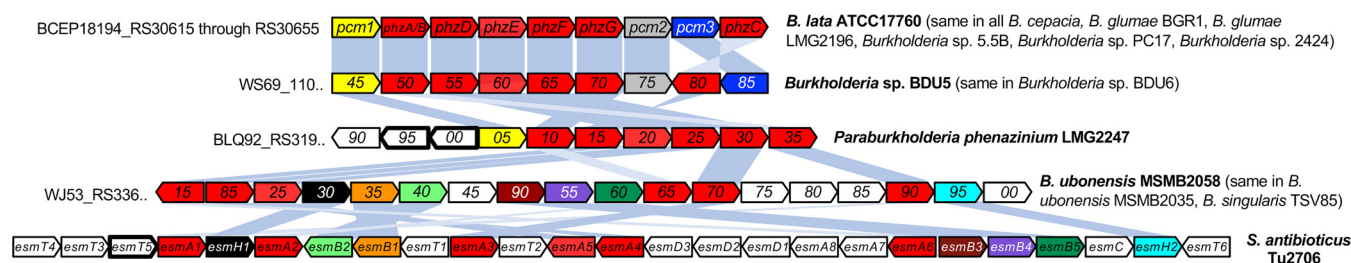 BCEP18194_RS30615 through RS30655 pcm1 phzA/B phzD phzE phzF phzG pcm2 pcm3 phzC B. lata ATCC17760 (same in all B. cepacia, B. glumae BGR1, B. glumae
LMG2196, Burkholderia sp. 5.5B, Burkholderia sp. PC17, Burkholderia sp. 2424)
WS69_110.. 45 50 55 60 65 70 75 80 85 Burkholderia sp. BDU5 (same in Burkholderia sp. BDU6)
BLQ92_RS319.. 90 95 00 05 10 15 20 25 30 35 Paraburkholderia phenazinium LMG2247
WJ53_RS336.. 15 85 25 30 35 40 45 90 55 60 65 70 75 80 85 90 95 00 B. ubonensis MSMB2058 (same in B.
ubonensis MSMB2035, B. singularis TSV85)
esmT4 esmT3 esmT5 esmA1 esmH1 esmA2 esmB2 esmB1 esmT1 esmA3 esmT2 esmA5 esmA4 esmD3 esmD2 esmD1 esmA8 esmA7 esmA6 esmB3 esmB4 esmB5 esmC esmH2 esmT6 S. antibioticus
Tu2706